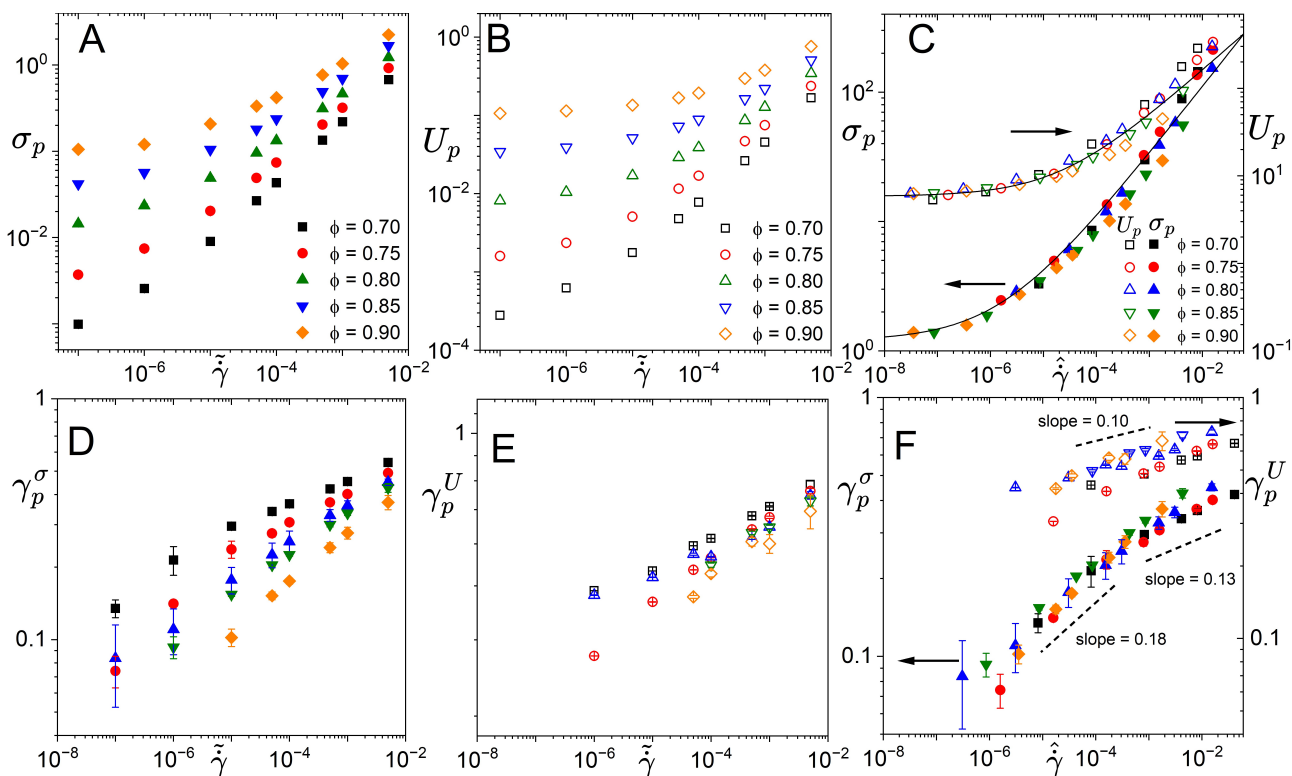 A
σ_p
10^0
10^-2
10^-6
10^-4
10^-2
γ̇̃
ϕ = 0.70
ϕ = 0.75
ϕ = 0.80
ϕ = 0.85
ϕ = 0.90
B
U_p
10^0
10^-2
10^-4
10^-6
10^-4
10^-2
γ̇̃
ϕ = 0.70
ϕ = 0.75
ϕ = 0.80
ϕ = 0.85
ϕ = 0.90
C
σ_p
10^2
10^0
U_p
10^1
10^-1
10^-8
10^-6
10^-4
10^-2
γ̇̂
U_p σ_p
ϕ = 0.70
ϕ = 0.75
ϕ = 0.80
ϕ = 0.85
ϕ = 0.90
D
γ_p^σ
1
0.1
10^-8
10^-6
10^-4
10^-2
γ̇̃
E
γ_p^U
1
10^-8
10^-6
10^-4
10^-2
γ̇̃
F
γ_p^σ
1
0.1
γ_p^U
1
0.1
slope = 0.10
slope = 0.13
slope = 0.18
10^-8
10^-6
10^-4
10^-2
γ̇̂